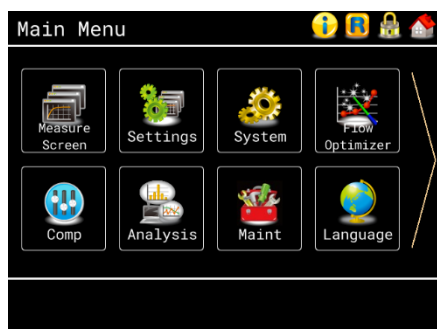 Main Menu
i R
Measure
Screen
Settings
System
Flow
Optimizer
Comp
Analysis
Maint
Language